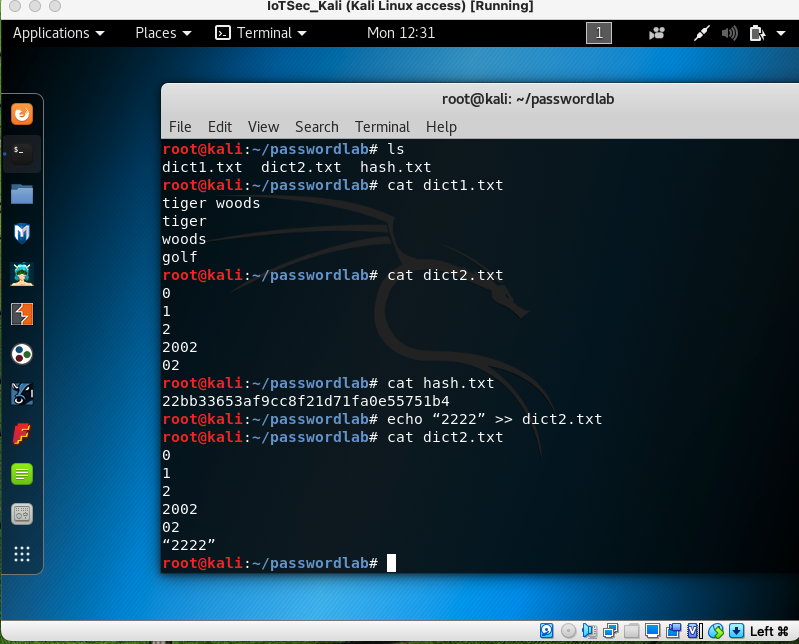 IoTSec_Kali (Kali Linux access) [Running]
Applications Places Terminal Mon 12:31 1
root@kali: ~/passwordlab
File Edit View Search Terminal Help
root@kali:~/passwordlab# ls
dict1.txt  dict2.txt  hash.txt
root@kali:~/passwordlab# cat dict1.txt
tiger woods
tiger
woods
golf
root@kali:~/passwordlab# cat dict2.txt
0
1
2
2002
02
root@kali:~/passwordlab# cat hash.txt
22bb33653af9cc8f21d71fa0e55751b4
root@kali:~/passwordlab# echo “2222” >> dict2.txt
root@kali:~/passwordlab# cat dict2.txt
0
1
2
2002
02
“2222”
root@kali:~/passwordlab#
Left ⌘